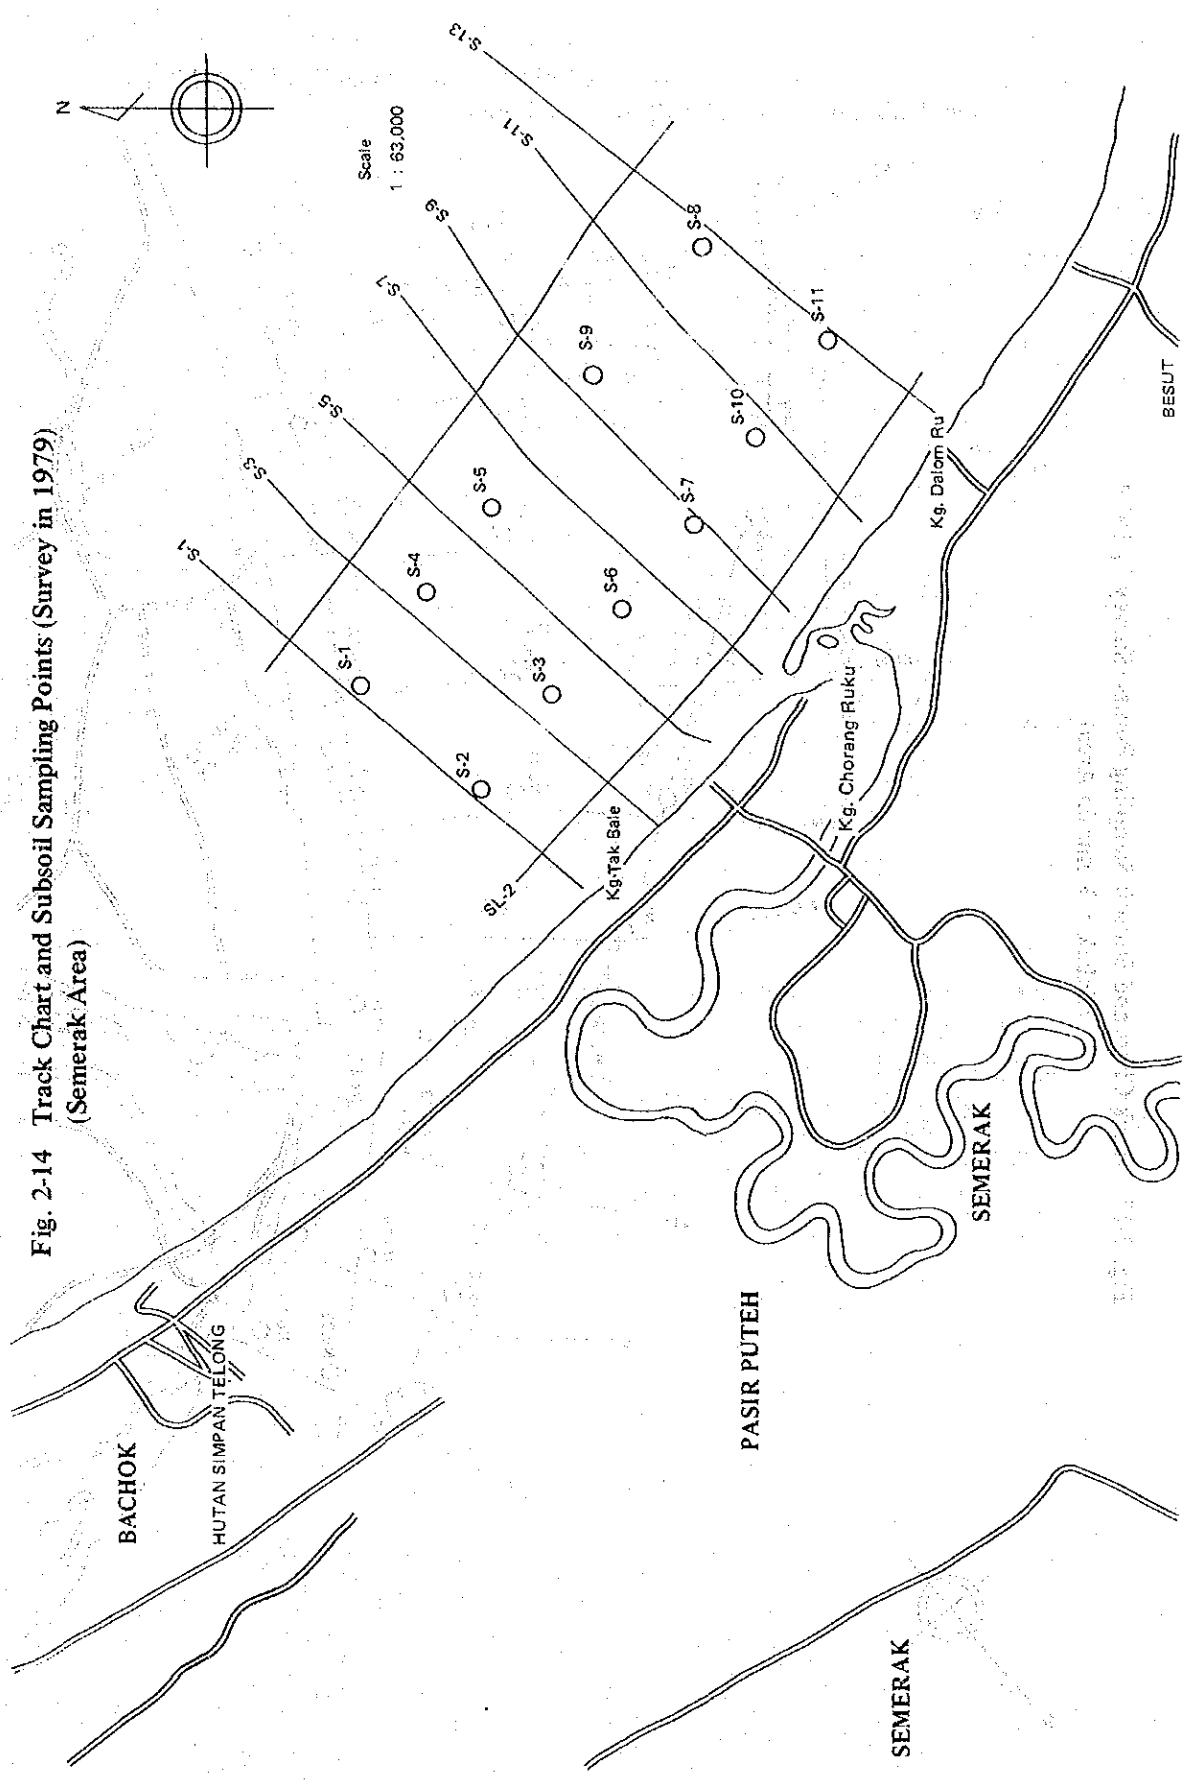 Fig. 2-14 Track Chart and Subsoil Sampling Points (Survey in 1979)
(Semerak Area)
N
Scale
1 : 63,000
S-1
S-3
S-5
S-7
S-9
S-11
S-13
SL-2
S-1
S-2
S-3
S-4
S-5
S-6
S-7
S-8
S-9
S-10
S-11
BACHOK
HUTAN SIMPAN TELONG
Kg. Tak Bale
Kg. Chorang Ruku
Kg. Dalom Ru
BESUT
PASIR PUTEH
SEMERAK
SEMERAK